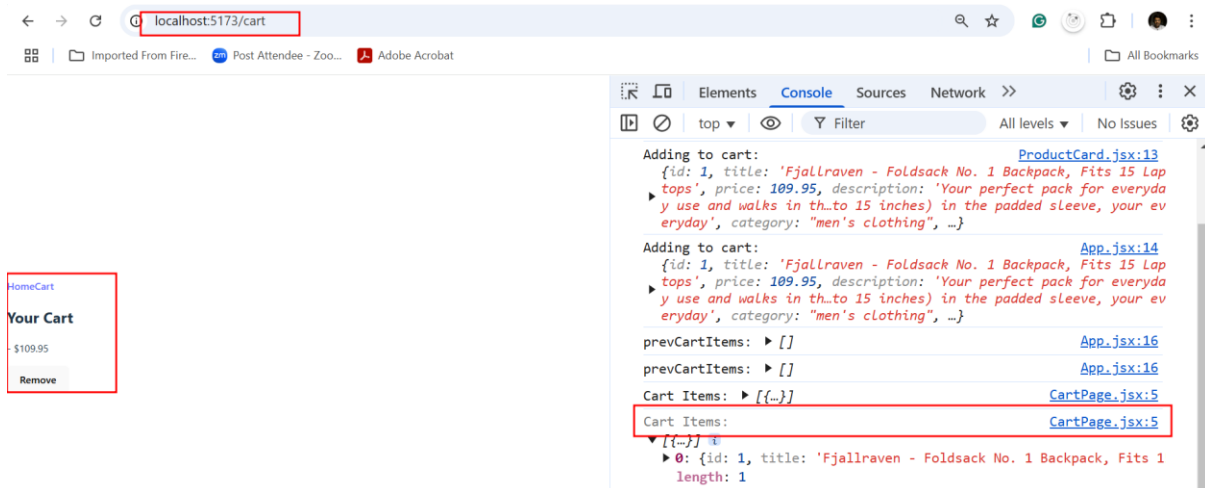 localhost:5173/cart
Imported From Fire... zm Post Attendee - Zoo... Adobe Acrobat All Bookmarks
Elements Console Sources Network
top Filter All levels No Issues
Adding to cart: ProductCard.jsx:13
{id: 1, title: 'Fjallraven - Foldsack No. 1 Backpack, Fits 15 Lap
tops', price: 109.95, description: 'Your perfect pack for everyda
y use and walks in th…to 15 inches) in the padded sleeve, your ev
eryday', category: "men's clothing", …}
Adding to cart: App.jsx:14
{id: 1, title: 'Fjallraven - Foldsack No. 1 Backpack, Fits 15 Lap
tops', price: 109.95, description: 'Your perfect pack for everyda
y use and walks in th…to 15 inches) in the padded sleeve, your ev
eryday', category: "men's clothing", …}
prevCartItems: [] App.jsx:16
prevCartItems: [] App.jsx:16
Cart Items: [{…}] CartPage.jsx:5
Cart Items: CartPage.jsx:5
[{…}] i
0: {id: 1, title: 'Fjallraven - Foldsack No. 1 Backpack, Fits 1
length: 1
HomeCart
Your Cart
- $109.95
Remove